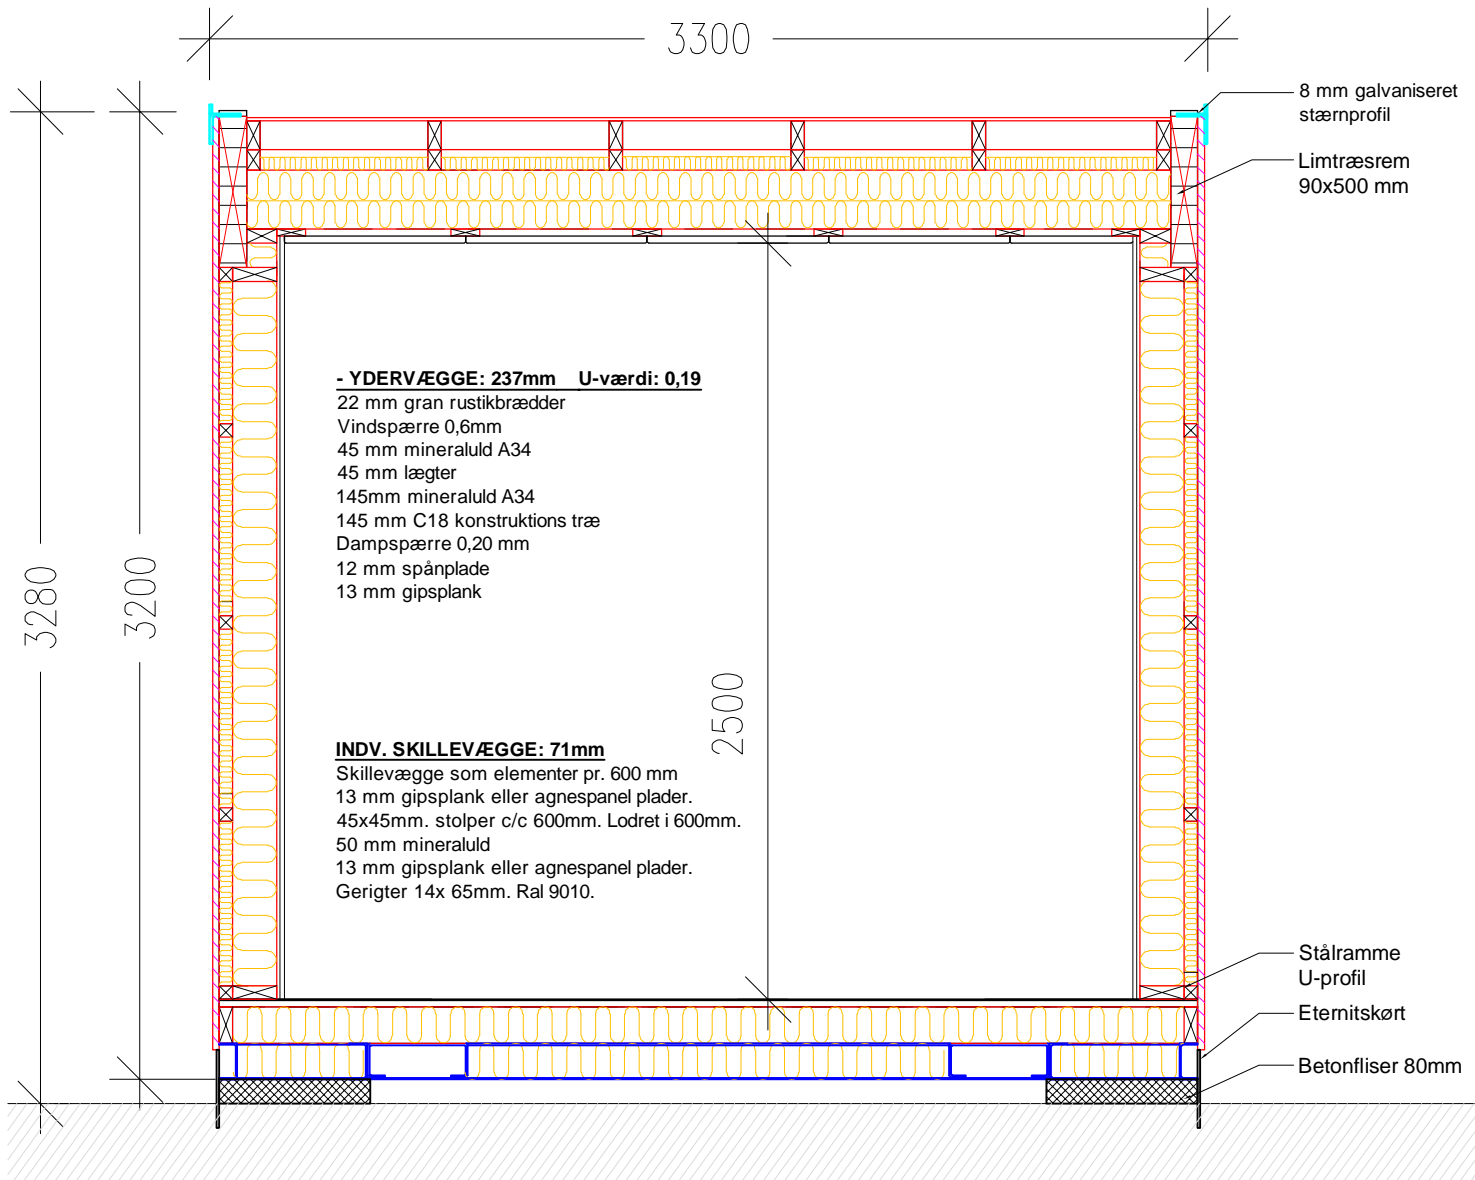 3300
8 mm galvaniseret
stærnprofil
Limtræsrem
90x500 mm
- YDERVÆGGE: 237mm U-værdi: 0,19
22 mm gran rustikbrædder
Vindspærre 0,6mm
45 mm mineraluld A34
45 mm lægter
145mm mineraluld A34
145 mm C18 konstruktions træ
Dampspærre 0,20 mm
12 mm spånplade
13 mm gipsplank
3280
3200
2500
INDV. SKILLEVÆGGE: 71mm
Skillevægge som elementer pr. 600 mm
13 mm gipsplank eller agnespanel plader.
45x45mm. stolper c/c 600mm. Lodret i 600mm.
50 mm mineraluld
13 mm gipsplank eller agnespanel plader.
Gerigter 14x 65mm. Ral 9010.
Stålramme
U-profil
Eternitskørt
Betonfliser 80mm